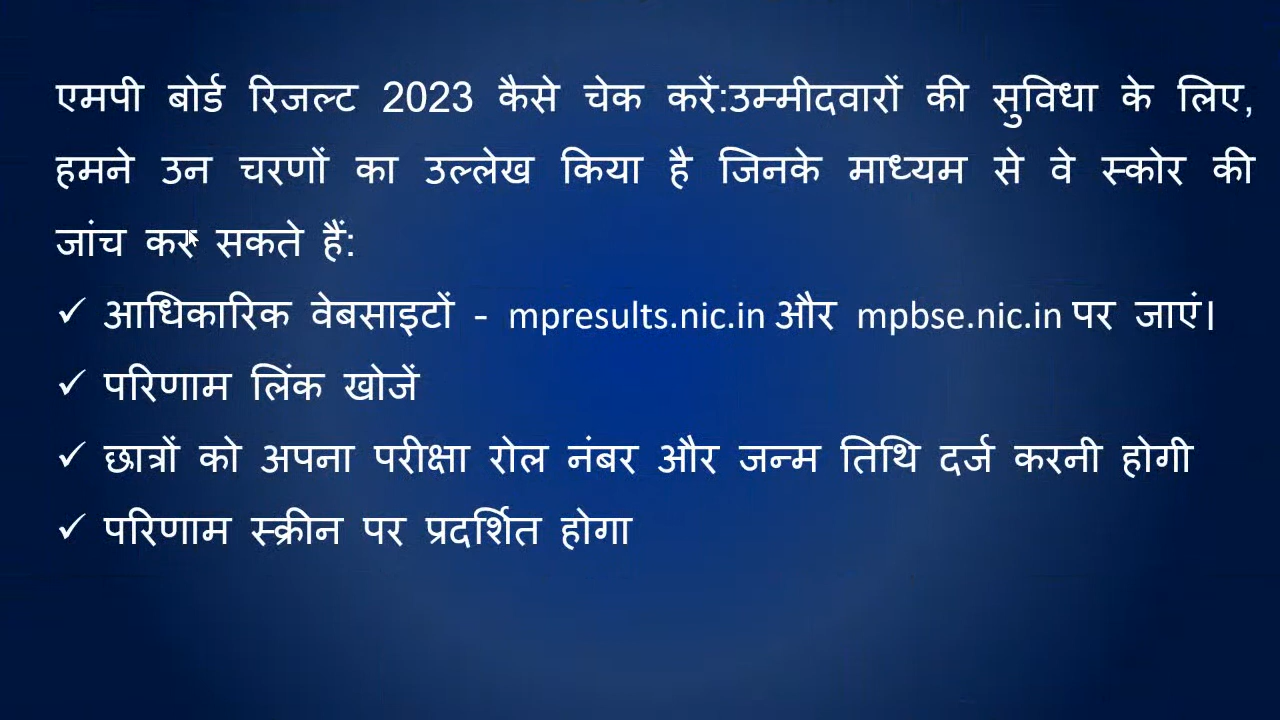 एमपी बोर्ड रिजल्ट 2023 कैसे चेक करें:उम्मीदवारों की सुविधा के लिए,
हमने उन चरणों का उल्लेख किया है जिनके माध्यम से वे स्कोर की
जांच कर सकते हैं:
✓ आधिकारिक वेबसाइटों - mpresults.nic.in और mpbse.nic.in पर जाएं।
✓ परिणाम लिंक खोजें
✓ छात्रों को अपना परीक्षा रोल नंबर और जन्म तिथि दर्ज करनी होगी
✓ परिणाम स्क्रीन पर प्रदर्शित होगा